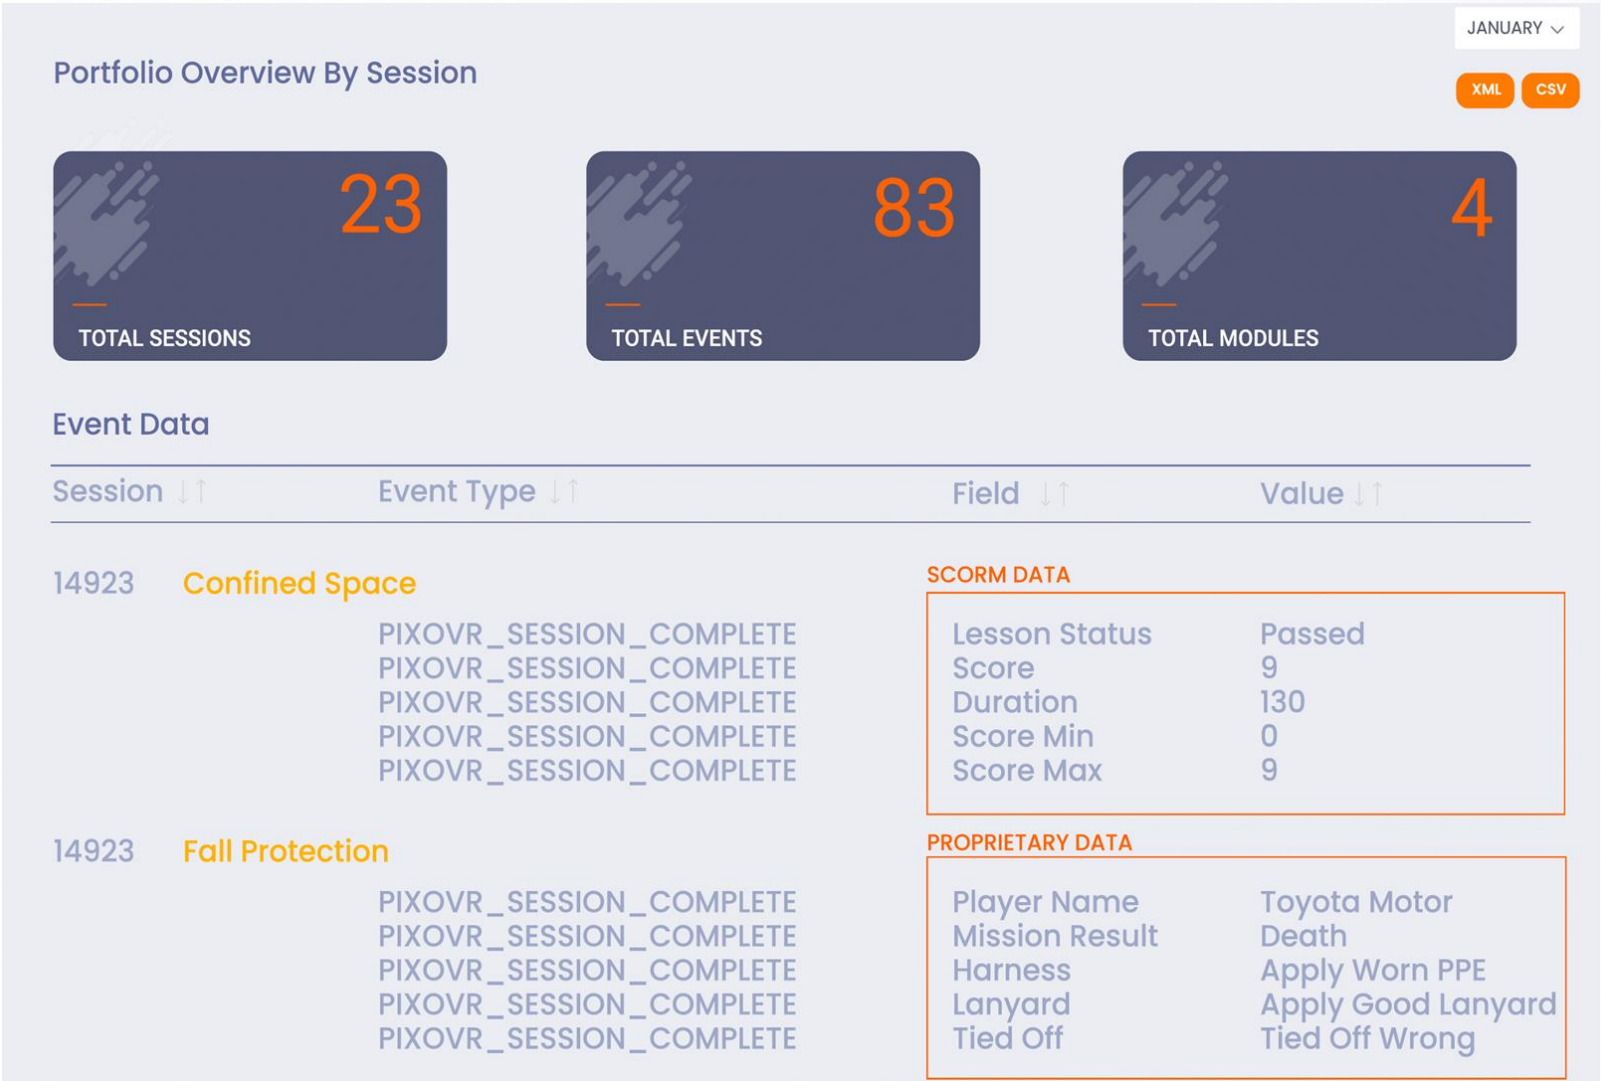 JANUARY
Portfolio Overview By Session
XML CSV
23 83 4
TOTAL SESSIONS TOTAL EVENTS TOTAL MODULES
Event Data
Session ↓↑ Event Type ↓↑ Field ↓↑ Value ↓↑
SCORM DATA
14923 Confined Space
PIXOVR_SESSION_COMPLETE Lesson Status Passed
PIXOVR_SESSION_COMPLETE Score 9
PIXOVR_SESSION_COMPLETE Duration 130
PIXOVR_SESSION_COMPLETE Score Min 0
PIXOVR_SESSION_COMPLETE Score Max 9
PROPRIETARY DATA
14923 Fall Protection
PIXOVR_SESSION_COMPLETE Player Name Toyota Motor
PIXOVR_SESSION_COMPLETE Mission Result Death
PIXOVR_SESSION_COMPLETE Harness Apply Worn PPE
PIXOVR_SESSION_COMPLETE Lanyard Apply Good Lanyard
PIXOVR_SESSION_COMPLETE Tied Off Tied Off Wrong